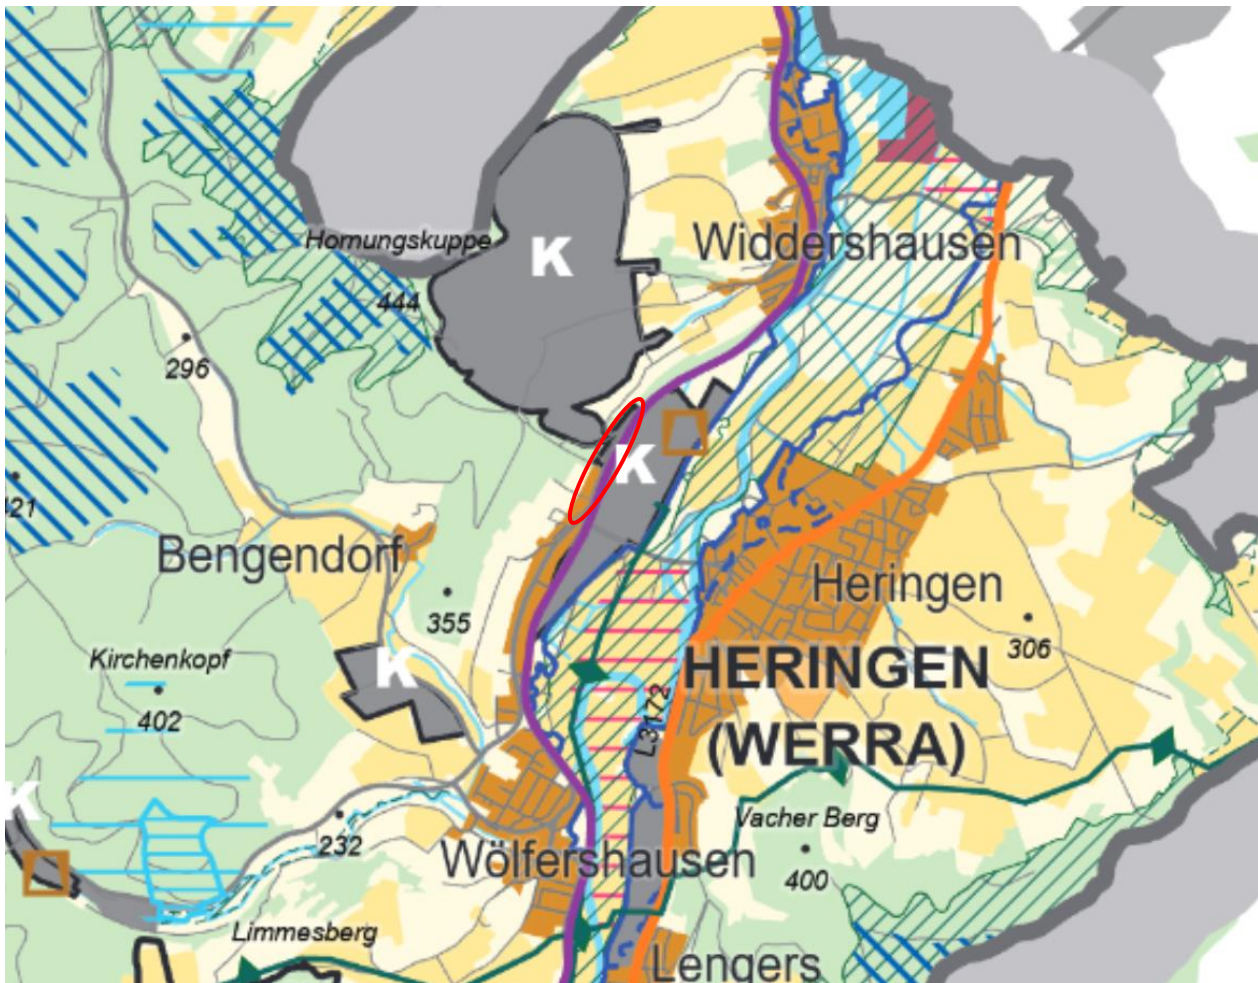 Widdershausen
Hornungskuppe
K
444
296
K
421
Bengendorf
Heringen
355
306
Kirchenkopf
K
HERINGEN
402
L3172
(WERRA)
K
Vacher Berg
232
Wölfershausen
400
Limmesberg
Lengers